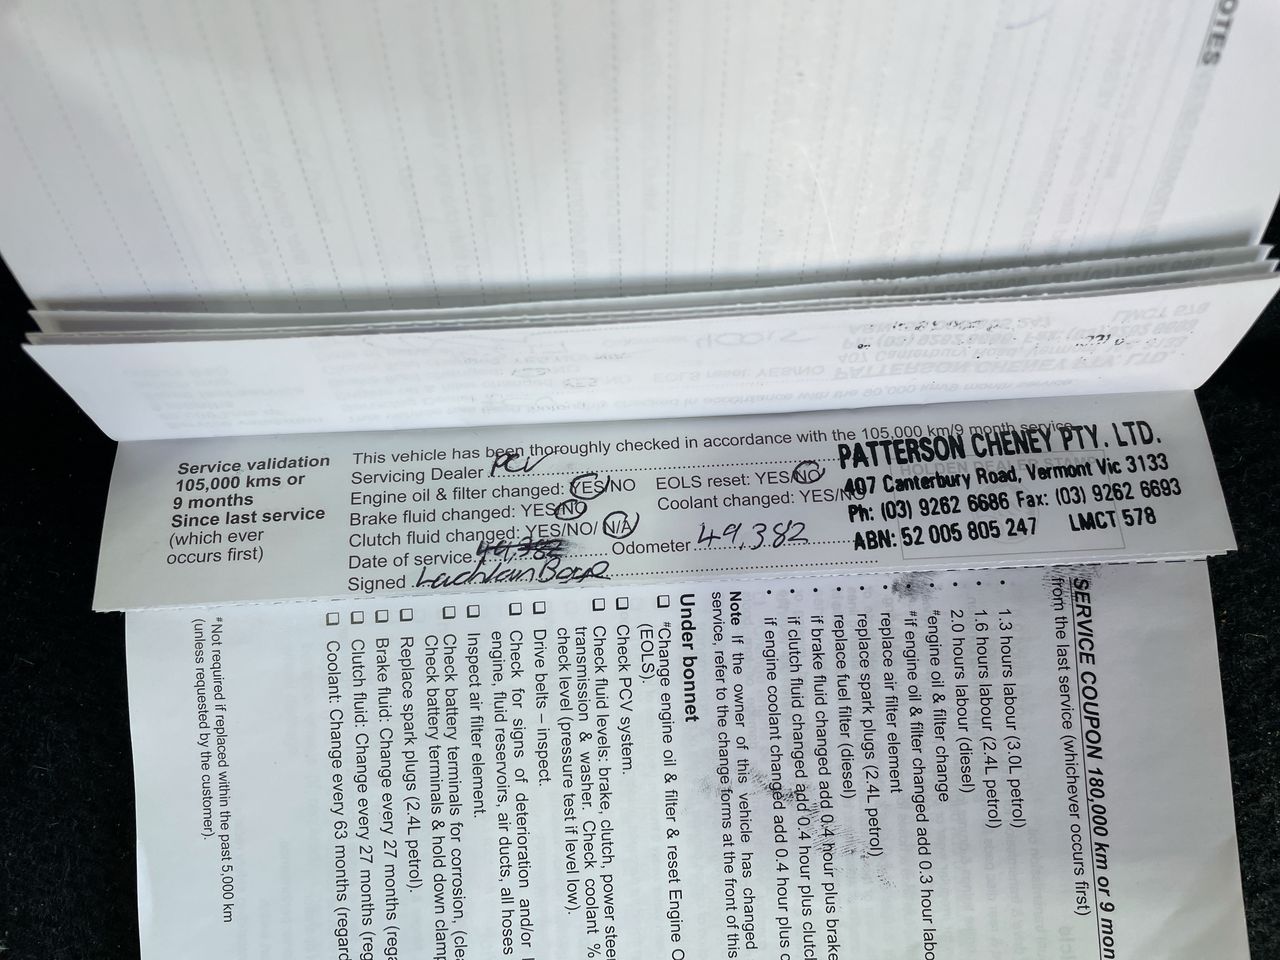 OTES
Service validation
105,000 kms or
9 months
Since last service
(which ever
occurs first)
This vehicle has been thoroughly checked in accordance with the 105,000 km/9 month service
Servicing Dealer PCV
Engine oil & filter changed: YES/NO EOLS reset: YES/NO
Brake fluid changed: YES/NO Coolant changed: YES/NO
Clutch fluid changed: YES/NO/ N/A
Date of service 49,382 Odometer 49,382
Signed Lachlan
PATTERSON CHENEY PTY. LTD.
407 Canterbury Road, Vermont Vic 3133
Ph: (03) 9262 6686 Fax: (03) 9262 6693
ABN: 52 005 805 247 LMCT 578
SERVICE COUPON 180,000 km or 9 mon
from the last service (whichever occurs first)
• 1.3 hours labour (3.0L petrol)
• 1.6 hours labour (2.4L petrol)
• 2.0 hours labour (diesel)
• #engine oil & filter change
• #if engine oil & filter changed add 0.3 hour labo
• replace air filter element
• replace spark plugs (2.4L petrol)
• replace fuel filter (diesel)
• if brake fluid changed add 0.4 hour plus brake
• if clutch fluid changed add 0.4 hour plus clutch
• if engine coolant changed add 0.4 hour plus c
Note If the owner of this vehicle has changed
service, refer to the change forms at the front of this
Under bonnet
❑ #Change engine oil & filter & reset Engine O
(EOLS).
❑ Check PCV system.
❑ Check fluid levels: brake, clutch, power steer
transmission & washer. Check coolant %
check level (pressure test if level low).
❑ Drive belts – inspect.
❑ Check for signs of deterioration and/or l
engine, fluid reservoirs, air ducts, all hoses
❑ Inspect air filter element.
❑ Check battery terminals for corrosion, (clea
Check battery terminals & hold down clamp
❑ Replace spark plugs (2.4L petrol).
❑ Brake fluid: Change every 27 months (rega
❑ Clutch fluid: Change every 27 months (reg
❑ Coolant: Change every 63 months (regard
#Not required if replaced within the past 5,000 km
(unless requested by the customer).